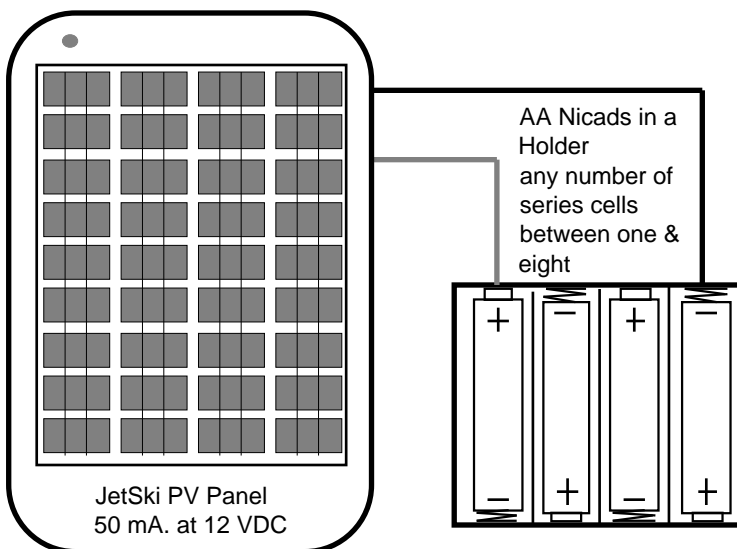 AA Nicads in a
Holder
any number of
series cells
between one &
eight
+ − + −
− + − +
JetSki PV Panel
50 mA. at 12 VDC